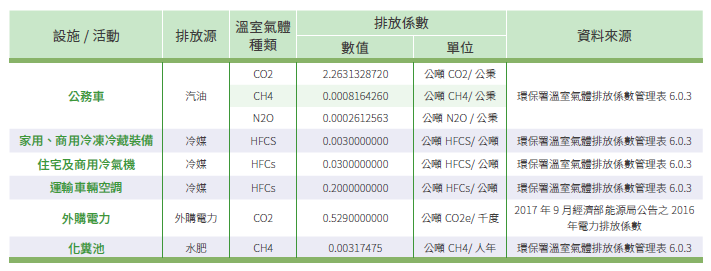 設施 / 活動 排放源 溫室氣體種類 排放係數 資料來源
數值 單位
公務車 汽油 CO2 2.2631328720 公噸 CO2/ 公秉 環保署溫室氣體排放係數管理表 6.0.3
CH4 0.0008164260 公噸 CH4/ 公秉
N2O 0.0002612563 公噸 N2O / 公秉
家用、商用冷凍冷藏裝備 冷媒 HFCS 0.0030000000 公噸 HFCS/ 公噸 環保署溫室氣體排放係數管理表 6.0.3
住宅及商用冷氣機 冷媒 HFCs 0.0300000000 公噸 HFCS/ 公噸 環保署溫室氣體排放係數管理表 6.0.3
運輸車輛空調 冷媒 HFCs 0.2000000000 公噸 HFCs/ 公噸 環保署溫室氣體排放係數管理表 6.0.3
外購電力 外購電力 CO2 0.5290000000 公噸 CO2e/ 千度 2017 年 9 月經濟部能源局公告之 2016
年電力排放係數
化糞池 水肥 CH4 0.00317475 公噸 CH4/ 人年 環保署溫室氣體排放係數管理表 6.0.3